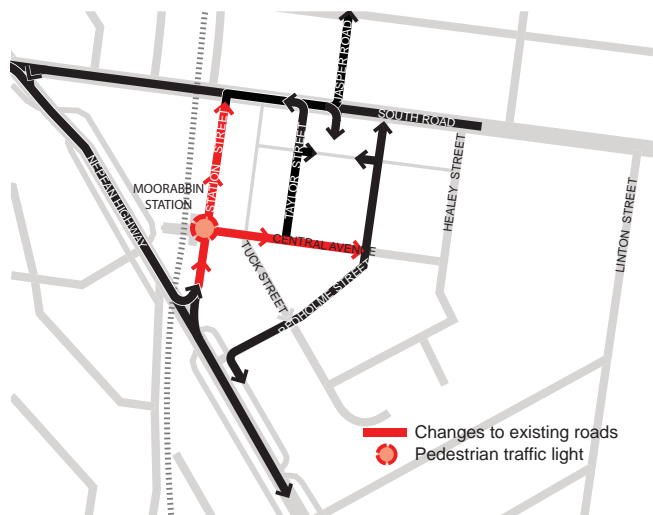 JASPER ROAD
SOUTH ROAD
STATION STREET
TAYLOR STREET
HEALEY STREET
NEPEAN HIGHWAY
MOORABBIN
STATION
LINTON STREET
CENTRAL AVENUE
TUCK STREET
REDHOLME STREET
Changes to existing roads
Pedestrian traffic light